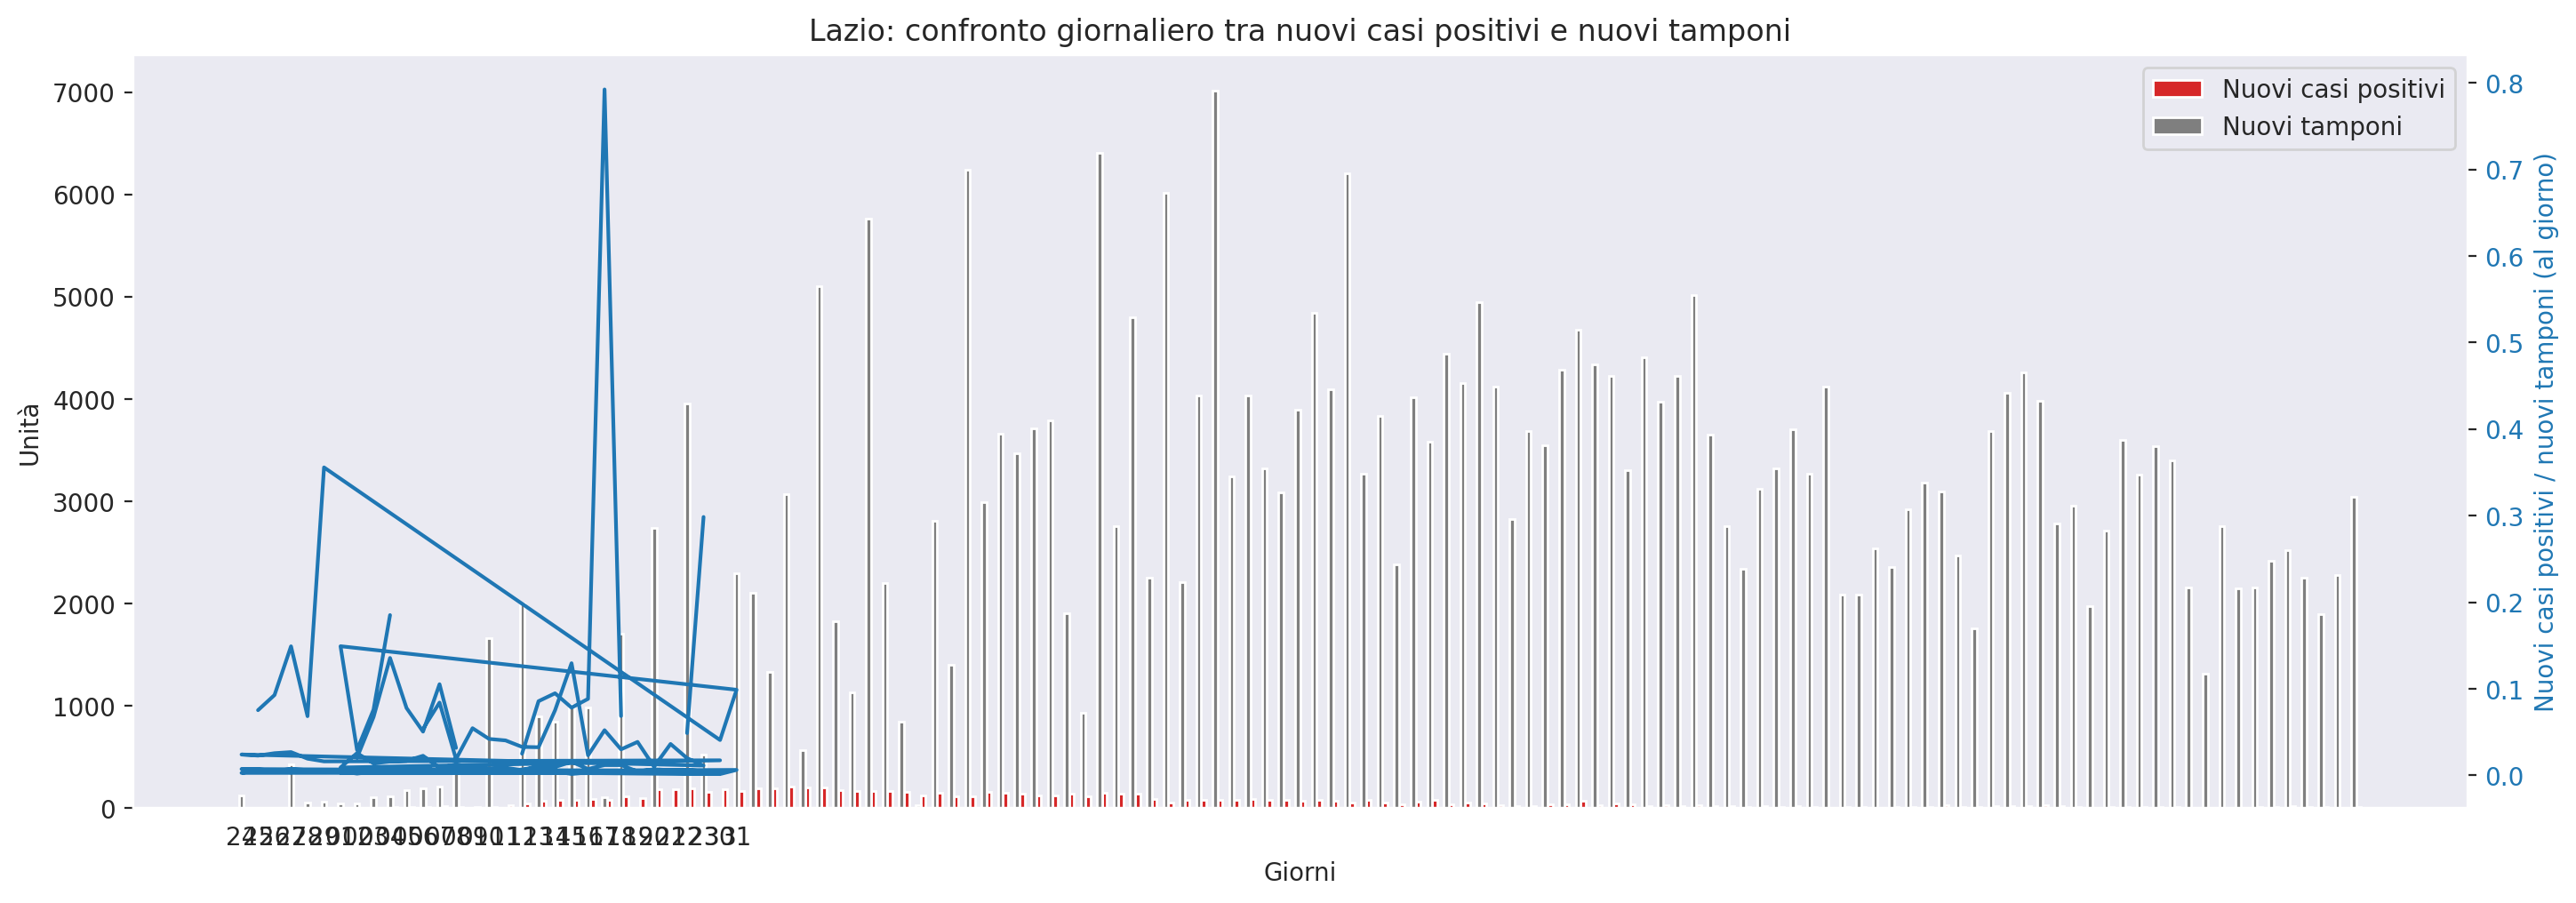 Lazio: confronto giornaliero tra nuovi casi positivi e nuovi tamponi
Nuovi casi positivi
Nuovi tamponi
Unità
7000
6000
5000
4000
3000
2000
1000
0
0.8
0.7
0.6
0.5
0.4
0.3
0.2
0.1
0.0
Nuovi casi positivi / nuovi tamponi (al giorno)
Giorni